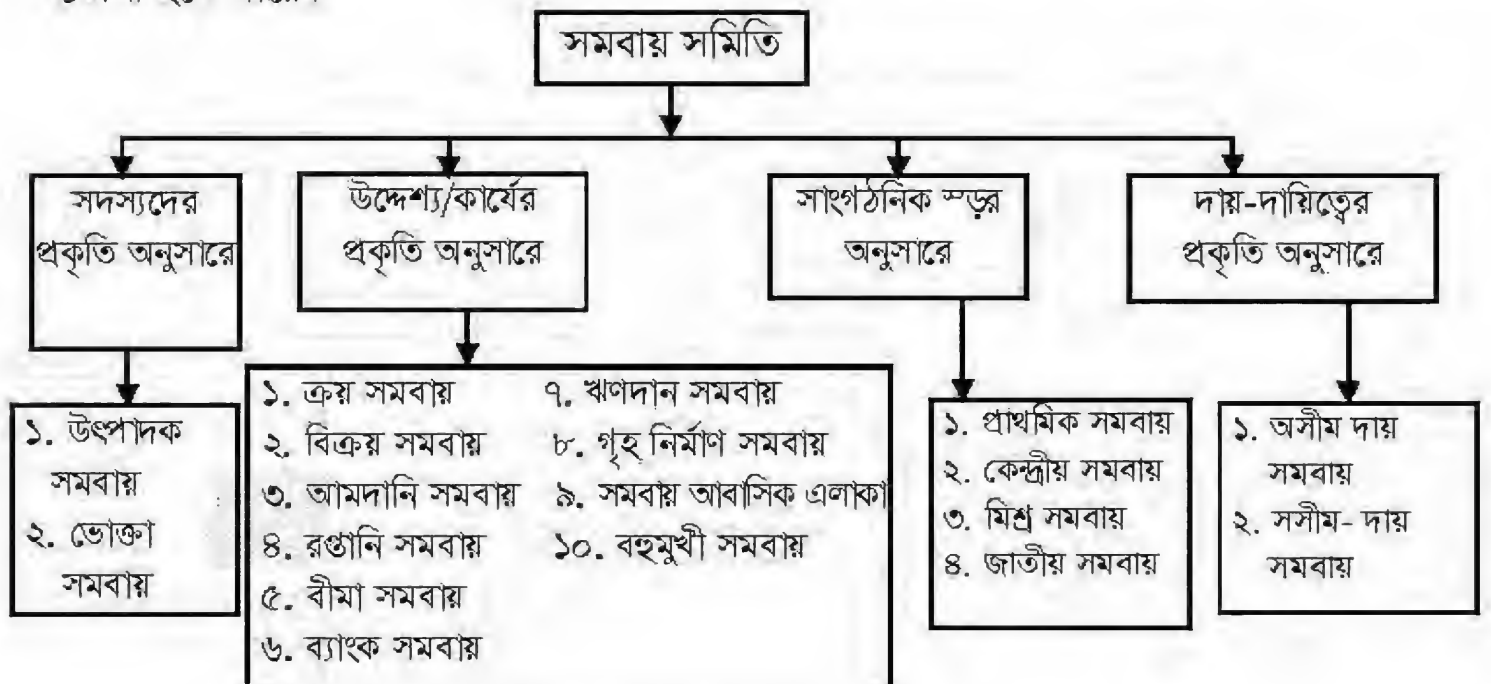 সমবায় সমিতি
সদস্যদের
প্রকৃতি অনুসারে
উদ্দেশ্য/কার্যের
প্রকৃতি অনুসারে
সাংগঠনিক স্ড়র
অনুসারে
দায়-দায়িত্বের
প্রকৃতি অনুসারে
১. উৎপাদক
সমবায়
২. ভোক্তা
সমবায়
১. ক্রয় সমবায়
২. বিক্রয় সমবায়
৩. আমদানি সমবায়
৪. রপ্তানি সমবায়
৫. বীমা সমবায়
৬. ব্যাংক সমবায়
৭. ঋণদান সমবায়
৮. গৃহ নির্মাণ সমবায়
৯. সমবায় আবাসিক এলাকা
১০. বহুমুখী সমবায়
১. প্রাথমিক সমবায়
২. কেন্দ্রীয় সমবায়
৩. মিশ্র সমবায়
৪. জাতীয় সমবায়
১. অসীম দায়
সমবায়
২. সসীম- দায়
সমবায়